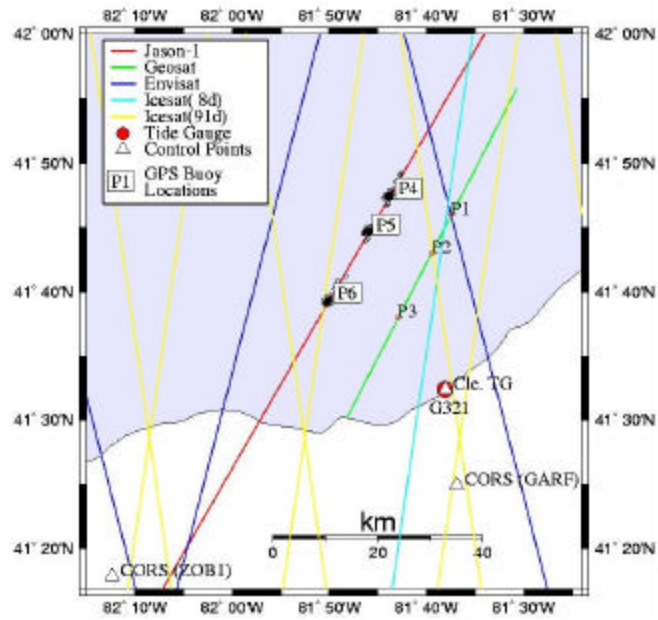 82° 10'W 82° 00'W 81° 50'W 81° 40'W 81° 30'W
42° 00'N 42° 00'N
Jason-1
Geosat
Envisat
Icesat( 8d)
Icesat(91d)
Tide Gauge
Control Points
P1 GPS Buoy
Locations
41° 50'N 41° 50'N
P4
P1
P5
P2
41° 40'N 41° 40'N
P6
P3
Cle. TG
G321
41° 30'N 41° 30'N
CORS (GARF)
km
0 20 40
41° 20'N 41° 20'N
CORS (ZOB1)
82° 10'W 82° 00'W 81° 50'W 81° 40'W 81° 30'W